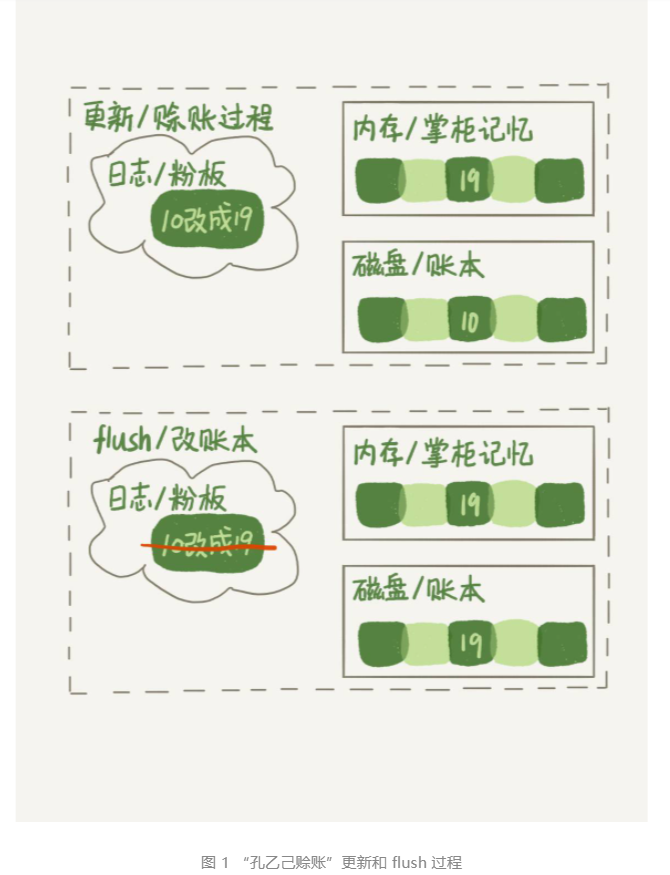 更新/赊账过程
日志/粉板
10改成19
内存/掌柜记忆
19
磁盘/账本
10
flush/改账本
日志/粉板
10改成19
内存/掌柜记忆
19
磁盘/账本
19
图 1 “孔乙己赊账”更新和 flush 过程